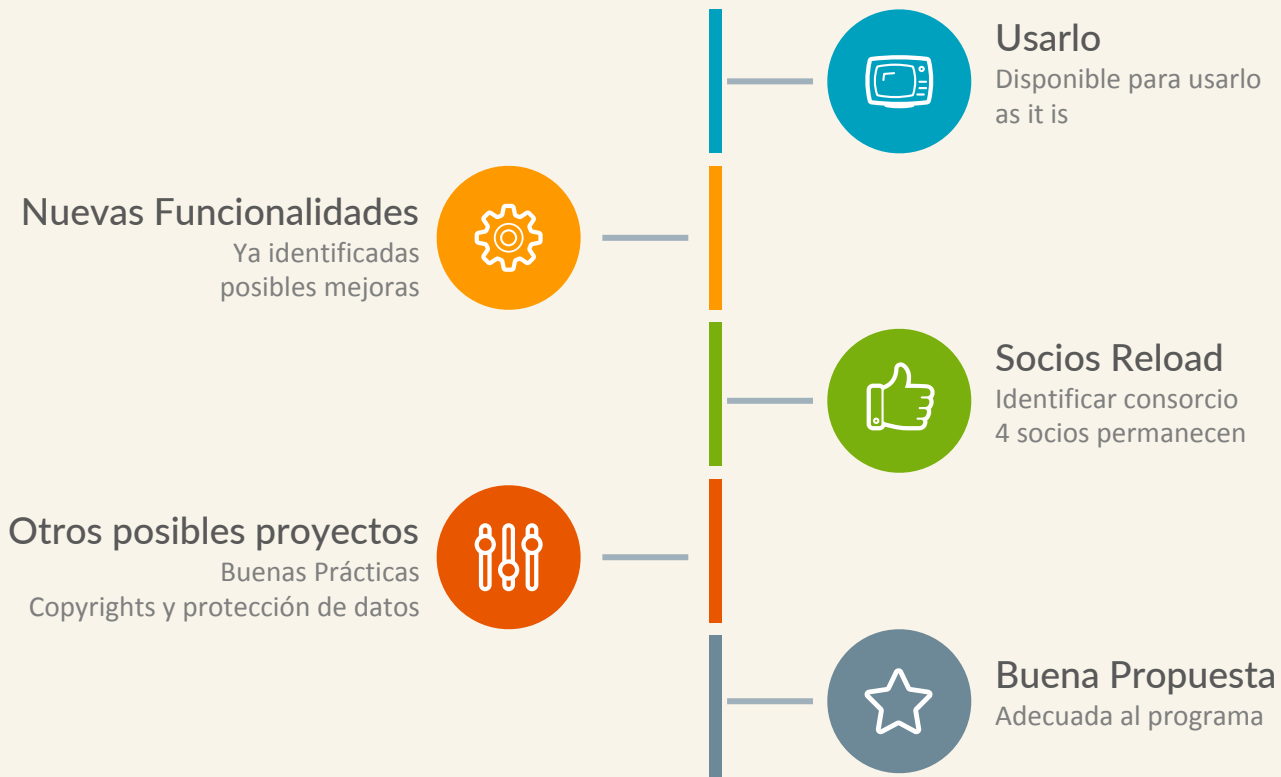 Usarlo
Disponible para usarlo
as it is
Nuevas Funcionalidades
Ya identificadas
posibles mejoras
Socios Reload
Identificar consorcio
4 socios permanecen
Otros posibles proyectos
Buenas Prácticas
Copyrights y protección de datos
Buena Propuesta
Adecuada al programa